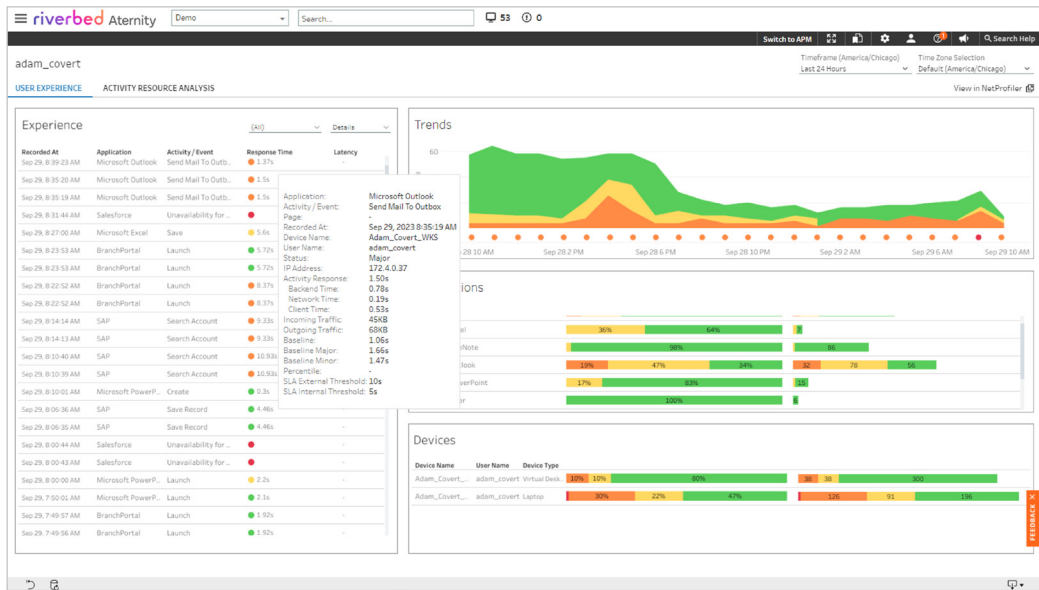 riverbed Aternity Demo Search... 53 0
Switch to APM Search Help
adam_covert
Timeframe (America/Chicago) Time Zone Selection
Last 24 Hours Default (America/Chicago)
USER EXPERIENCE ACTIVITY RESOURCE ANALYSIS View in NetProfiler
Experience (All) Details
Recorded At Application Activity / Event Response Time Latency
Sep 29, 8:39:23 AM Microsoft Outlook Send Mail To Outb.. 1.37s -
Sep 29, 8:35:20 AM Microsoft Outlook Send Mail To Outb.. 1.5s
Sep 29, 8:35:19 AM Microsoft Outlook Send Mail To Outb.. 1.5s
Sep 29, 8:31:44 AM Salesforce Unavailability for ..
Sep 29, 8:27:00 AM Microsoft Excel Save 5.6s
Sep 29, 8:23:53 AM BranchPortal Launch 5.72s
Sep 29, 8:23:53 AM BranchPortal Launch 5.72s
Sep 29, 8:22:52 AM BranchPortal Launch 8.37s
Sep 29, 8:22:52 AM BranchPortal Launch 8.37s
Sep 29, 8:14:14 AM SAP Search Account 9.33s
Sep 29, 8:14:13 AM SAP Search Account 9.33s
Sep 29, 8:10:40 AM SAP Search Account 10.93s
Sep 29, 8:10:39 AM SAP Search Account 10.93s
Sep 29, 8:10:01 AM Microsoft PowerP.. Create 0.3s
Sep 29, 8:06:36 AM SAP Save Record 4.46s -
Sep 29, 8:06:35 AM SAP Save Record 4.46s -
Sep 29, 8:00:44 AM Salesforce Unavailability for .. -
Sep 29, 8:00:43 AM Salesforce Unavailability for .. -
Sep 29, 8:00:00 AM Microsoft PowerP.. Launch 2.2s -
Sep 29, 7:50:01 AM Microsoft PowerP.. Launch 2.1s -
Sep 29, 7:49:57 AM BranchPortal Launch 1.92s -
Sep 29, 7:49:56 AM BranchPortal Launch 1.92s -
Application: Microsoft Outlook
Activity / Event: Send Mail To Outbox
Page: -
Recorded At: Sep 29, 2023 8:35:19 AM
Device Name: Adam_Covert_WKS
User Name: adam_covert
Status: Major
IP Address: 172.4.0.37
Activity Response: 1.50s
Backend Time: 0.78s
Network Time: 0.19s
Client Time: 0.53s
Incoming Traffic: 45KB
Outgoing Traffic: 68KB
Baseline: 1.06s
Baseline Major: 1.66s
Baseline Minor: 1.47s
Percentile: -
SLA External Threshold: 10s
SLA Internal Threshold: 5s
Trends
60
28 10 AM Sep 28 2 PM Sep 28 6 PM Sep 28 10 PM Sep 29 2 AM Sep 29 6 AM Sep 29 10 AM
ions
el 36% 64% 7
eNote 98% 86
look 19% 47% 34% 32 78 56
verPoint 17% 83% 15
or 100% 6
Devices
Device Name User Name Device Type
Adam_Covert_.. adam_covert Virtual Desk.. 10% 10% 80% 38 38 300
Adam_Covert_.. adam_covert Laptop 30% 22% 47% 126 91 196
FEEDBACK X